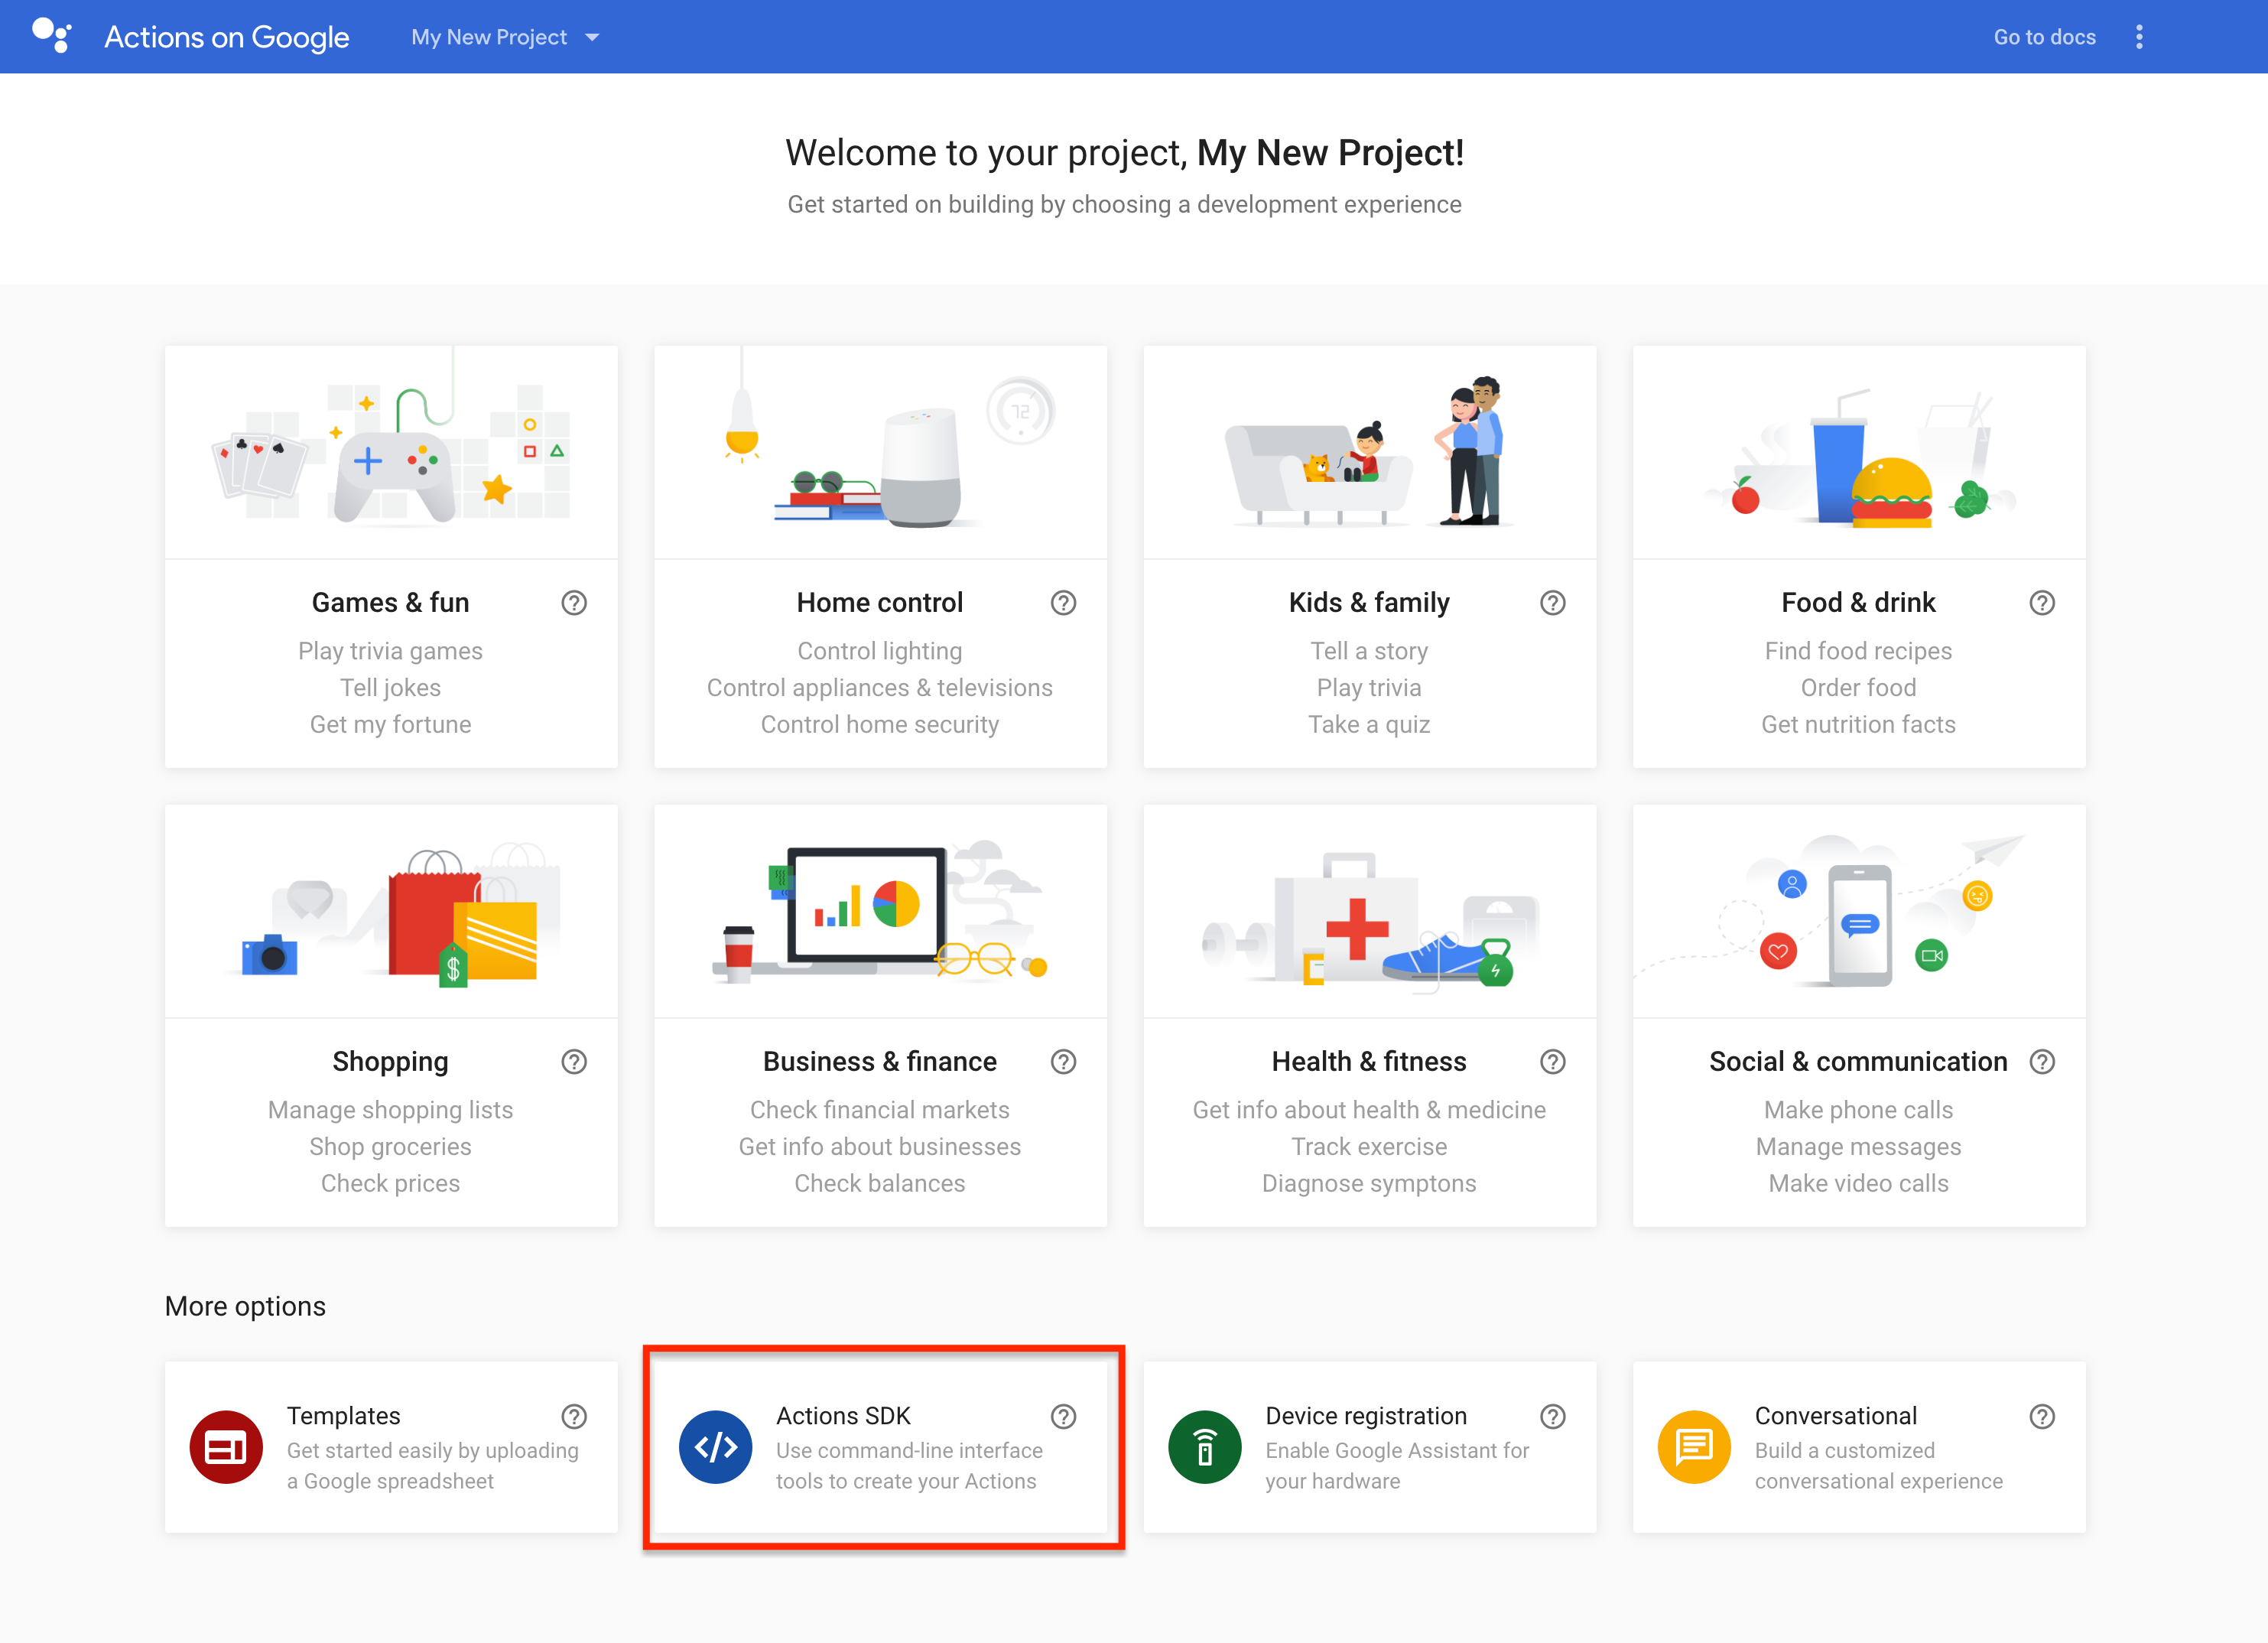 Actions on Google
My New Project
Go to docs
Welcome to your project, My New Project!
Get started on building by choosing a development experience
72
Games & fun
Play trivia games
Tell jokes
Get my fortune
Home control
Control lighting
Control appliances & televisions
Control home security
Kids & family
Tell a story
Play trivia
Take a quiz
Food & drink
Find food recipes
Order food
Get nutrition facts
$
Shopping
Manage shopping lists
Shop groceries
Check prices
Business & finance
Check financial markets
Get info about businesses
Check balances
Health & fitness
Get info about health & medicine
Track exercise
Diagnose symptons
Social & communication
Make phone calls
Manage messages
Make video calls
More options
Templates
Get started easily by uploading
a Google spreadsheet
Actions SDK
Use command-line interface
tools to create your Actions
Device registration
Enable Google Assistant for
your hardware
Conversational
Build a customized
conversational experience